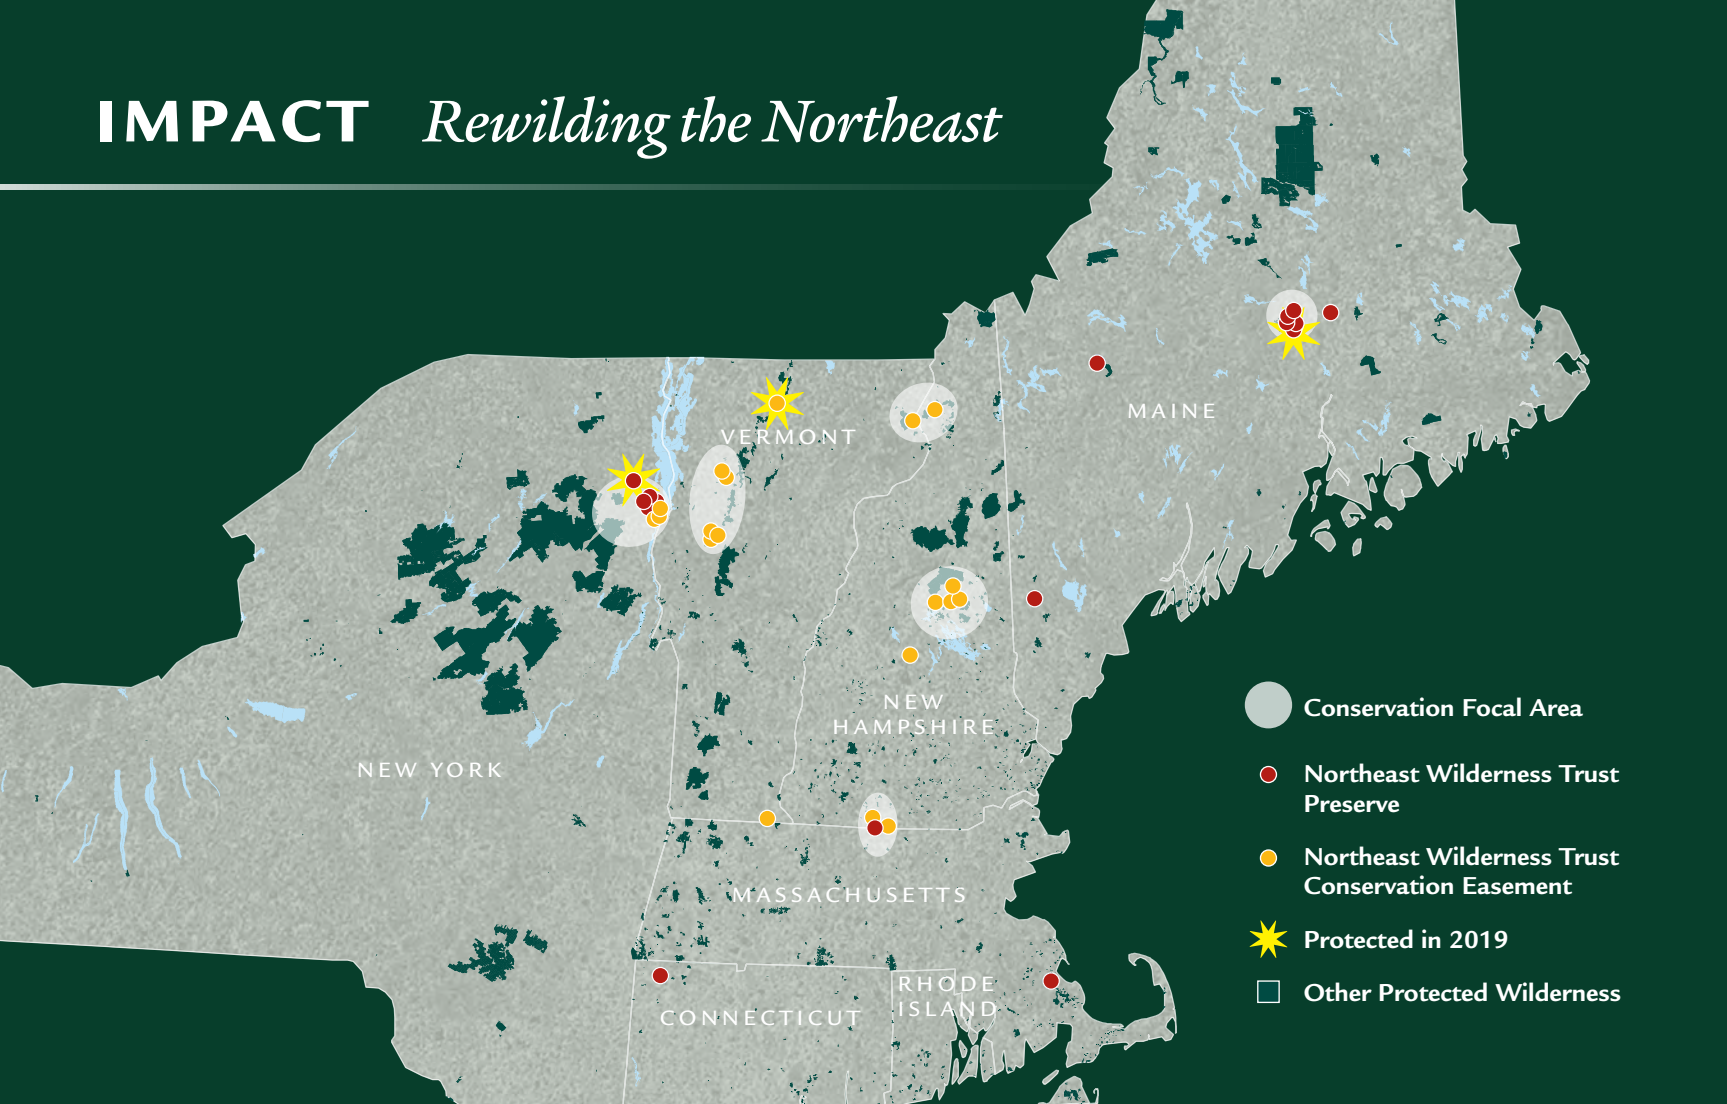 IMPACT Rewilding the Northeast
MAINE
VERMONT
NEW
HAMPSHIRE
NEW YORK
MASSACHUSETTS
RHODE
ISLAND
CONNECTICUT
Conservation Focal Area
Northeast Wilderness Trust
Preserve
Northeast Wilderness Trust
Conservation Easement
Protected in 2019
Other Protected Wilderness